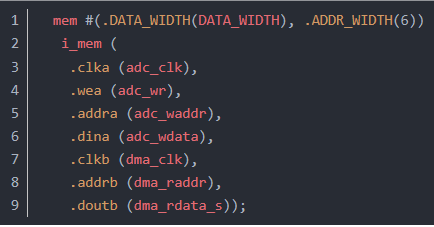 1 mem #(.DATA_WIDTH(DATA_WIDTH), .ADDR_WIDTH(6))
2 i_mem (
3 .clka (adc_clk),
4 .wea (adc_wr),
5 .addra (adc_waddr),
6 .dina (adc_wdata),
7 .clkb (dma_clk),
8 .addrb (dma_raddr),
9 .doutb (dma_rdata_s));